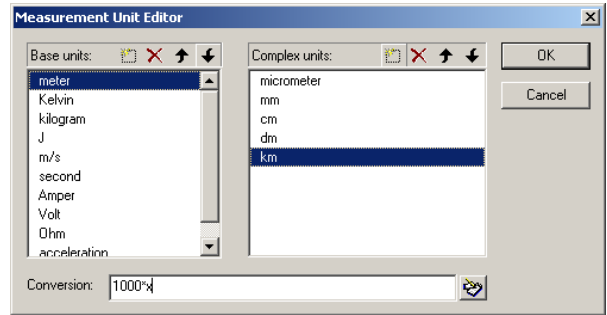 Measurement Unit Editor
Base units:
Complex units:
OK
Cancel
meter
Kelvin
kilogram
J
m/s
second
Amper
Volt
Ohm
acceleration
micrometer
mm
cm
dm
km
Conversion: 1000*x